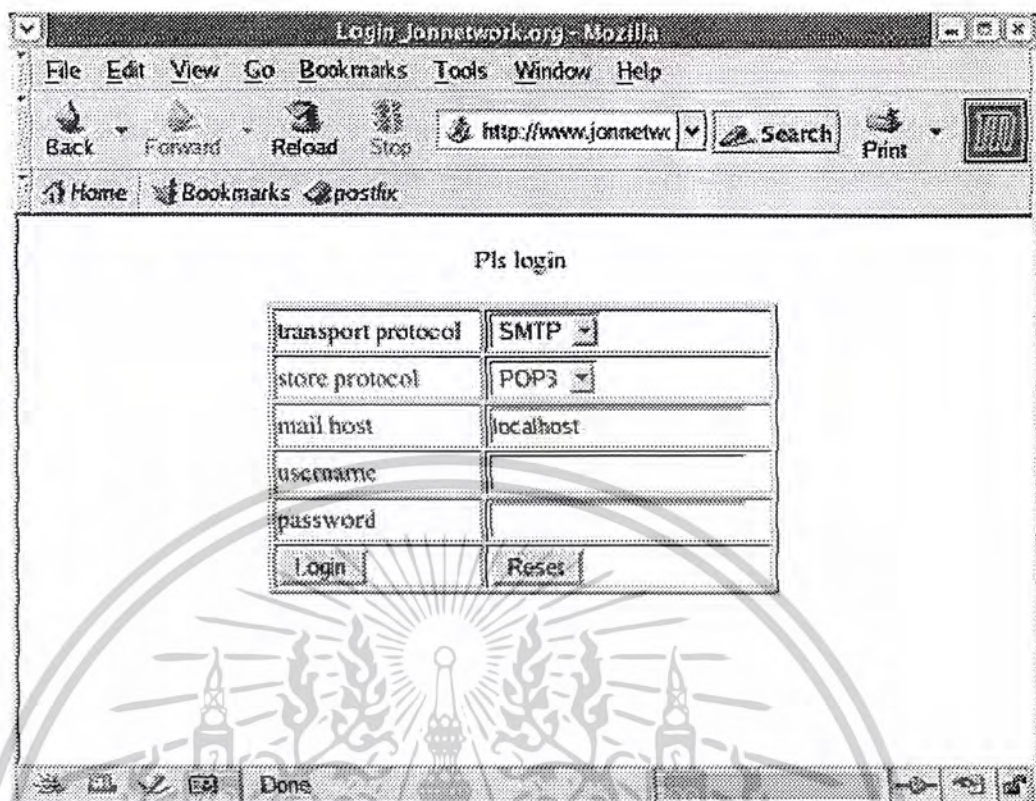 Login Jonnetwork.org - Mozilla
File Edit View Go Bookmarks Tools Window Help
Back Forward Reload Stop http://www.jonnetwc Search Print
Home Bookmarks postfix
Pls login
transport protocol SMTP
store protocol POP3
mail host localhost
username
password
Login Reset
Done